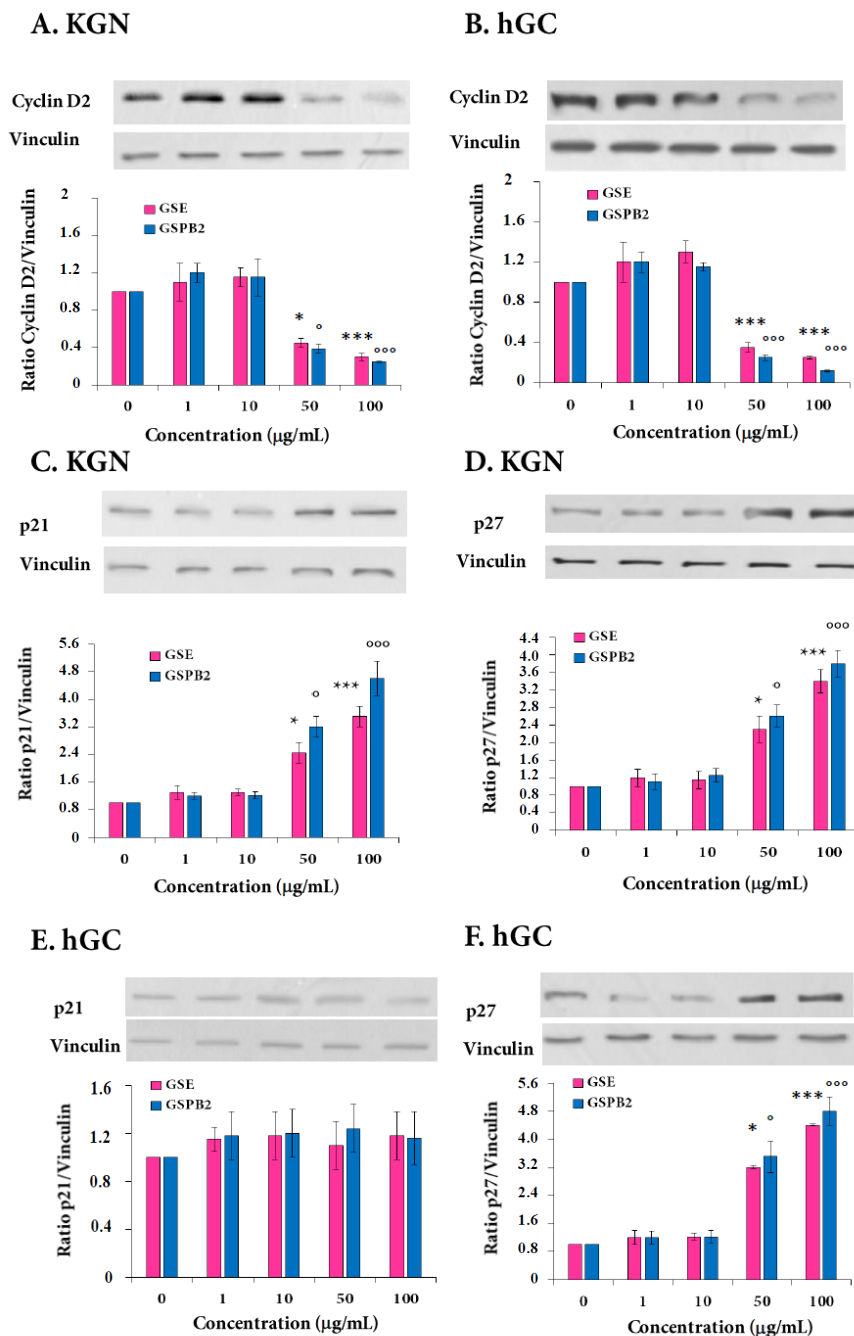 A. KGN
Cyclin D2
Vinculin
Ratio Cyclin D2/Vinculin
2
1.6
1.2
0.8
0.4
0
GSE
GSPB2
*
°
***
°°°
0 1 10 50 100
Concentration (μg/mL)
B. hGC
Cyclin D2
Vinculin
Ratio Cyclin D2/Vinculin
2
1.6
1.2
0.8
0.4
0
GSE
GSPB2
***
°°°
***
°°°
0 1 10 50 100
Concentration (μg/mL)
C. KGN
p21
Vinculin
Ratio p21/Vinculin
5.6
4.8
4
3.2
2.4
1.6
0.8
0
GSE
GSPB2
*
°
***
°°°
0 1 10 50 100
Concentration (μg/mL)
D. KGN
p27
Vinculin
Ratio p27/Vinculin
4.4
4.0
3.6
3.2
2.8
2.4
2
1.6
1.2
0.8
0.4
0
GSE
GSPB2
*
°
***
°°°
0 1 10 50 100
Concentration (μg/mL)
E. hGC
p21
Vinculin
Ratio p21/Vinculin
1.6
1.2
0.8
0.4
0
GSE
GSPB2
0 1 10 50 100
Concentration (μg/mL)
F. hGC
p27
Vinculin
Ratio p27/Vinculin
5.6
4.8
4.0
3.2
2.4
1.6
0.8
0
GSE
GSPB2
*
°
***
°°°
0 1 10 50 100
Concentration (μg/mL)